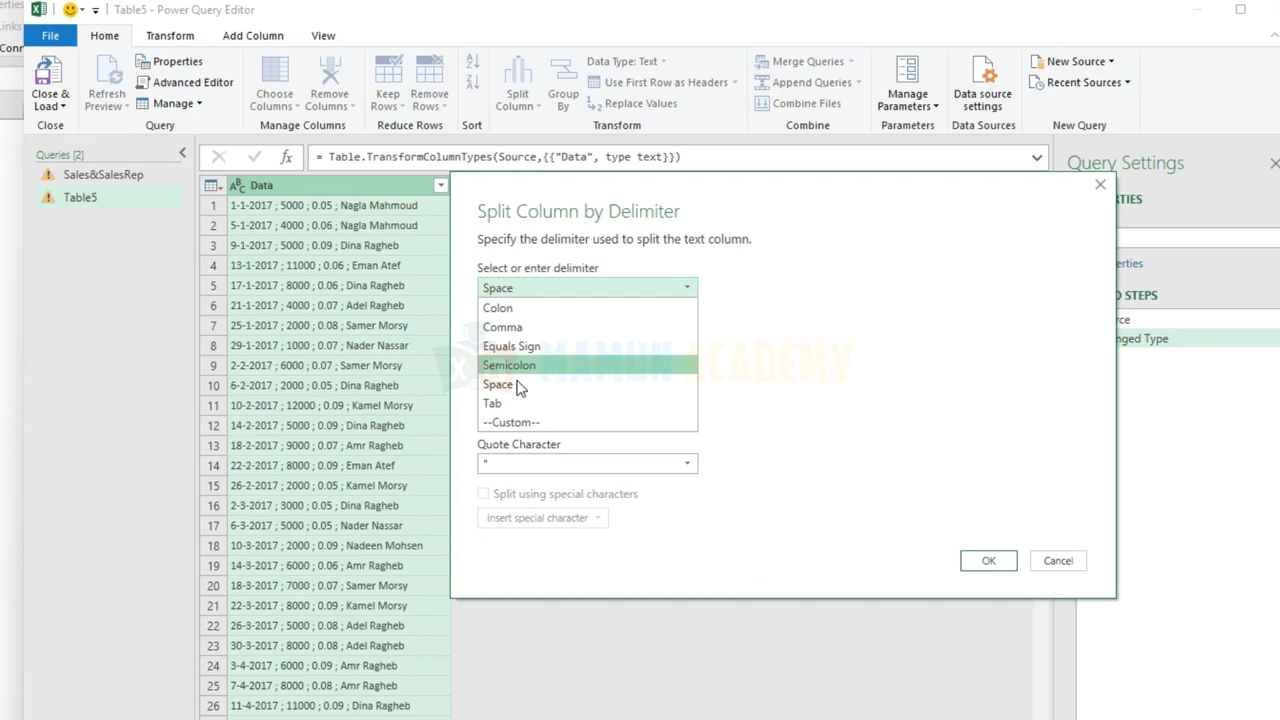 Table5 - Power Query Editor
File Home Transform Add Column View
Close & Load
Refresh Preview
Properties
Advanced Editor
Manage
Choose Columns
Remove Columns
Keep Rows
Remove Rows
Split Column
Group By
Data Type: Text
Use First Row as Headers
Replace Values
Merge Queries
Append Queries
Combine Files
Manage Parameters
Data source settings
New Source
Recent Sources
Close
Query
Manage Columns
Reduce Rows
Sort
Transform
Combine
Parameters
Data Sources
New Query
Queries [2]
Sales&SalesRep
Table5
fx
= Table.TransformColumnTypes(Source,{{"Data", type text}})
Query Settings
ABC Data
1 1-1-2017 ; 5000 ; 0.05 ; Nagla Mahmoud
2 5-1-2017 ; 4000 ; 0.06 ; Nagla Mahmoud
3 9-1-2017 ; 5000 ; 0.09 ; Dina Ragheb
4 13-1-2017 ; 11000 ; 0.06 ; Eman Atef
5 17-1-2017 ; 8000 ; 0.06 ; Dina Ragheb
6 21-1-2017 ; 4000 ; 0.07 ; Adel Ragheb
7 25-1-2017 ; 2000 ; 0.08 ; Samer Morsy
8 29-1-2017 ; 1000 ; 0.07 ; Nader Nassar
9 2-2-2017 ; 6000 ; 0.07 ; Samer Morsy
10 6-2-2017 ; 2000 ; 0.05 ; Dina Ragheb
11 10-2-2017 ; 12000 ; 0.09 ; Kamel Morsy
12 14-2-2017 ; 5000 ; 0.09 ; Dina Ragheb
13 18-2-2017 ; 9000 ; 0.07 ; Amr Ragheb
14 22-2-2017 ; 8000 ; 0.09 ; Eman Atef
15 26-2-2017 ; 2000 ; 0.05 ; Kamel Morsy
16 2-3-2017 ; 3000 ; 0.05 ; Dina Ragheb
17 6-3-2017 ; 5000 ; 0.05 ; Nader Nassar
18 10-3-2017 ; 2000 ; 0.09 ; Nadeen Mohsen
19 14-3-2017 ; 6000 ; 0.06 ; Amr Ragheb
20 18-3-2017 ; 7000 ; 0.07 ; Samer Morsy
21 22-3-2017 ; 8000 ; 0.09 ; Kamel Morsy
22 26-3-2017 ; 5000 ; 0.08 ; Adel Ragheb
23 30-3-2017 ; 8000 ; 0.08 ; Adel Ragheb
24 3-4-2017 ; 6000 ; 0.09 ; Amr Ragheb
25 7-4-2017 ; 8000 ; 0.08 ; Amr Ragheb
26 11-4-2017 ; 11000 ; 0.09 ; Dina Ragheb
Split Column by Delimiter
Specify the delimiter used to split the text column.
Select or enter delimiter
Space
Colon
Comma
Equals Sign
Semicolon
Space
Tab
--Custom--
Quote Character
"
Split using special characters
Insert special character
OK
Cancel
MAMUN ACADEMY